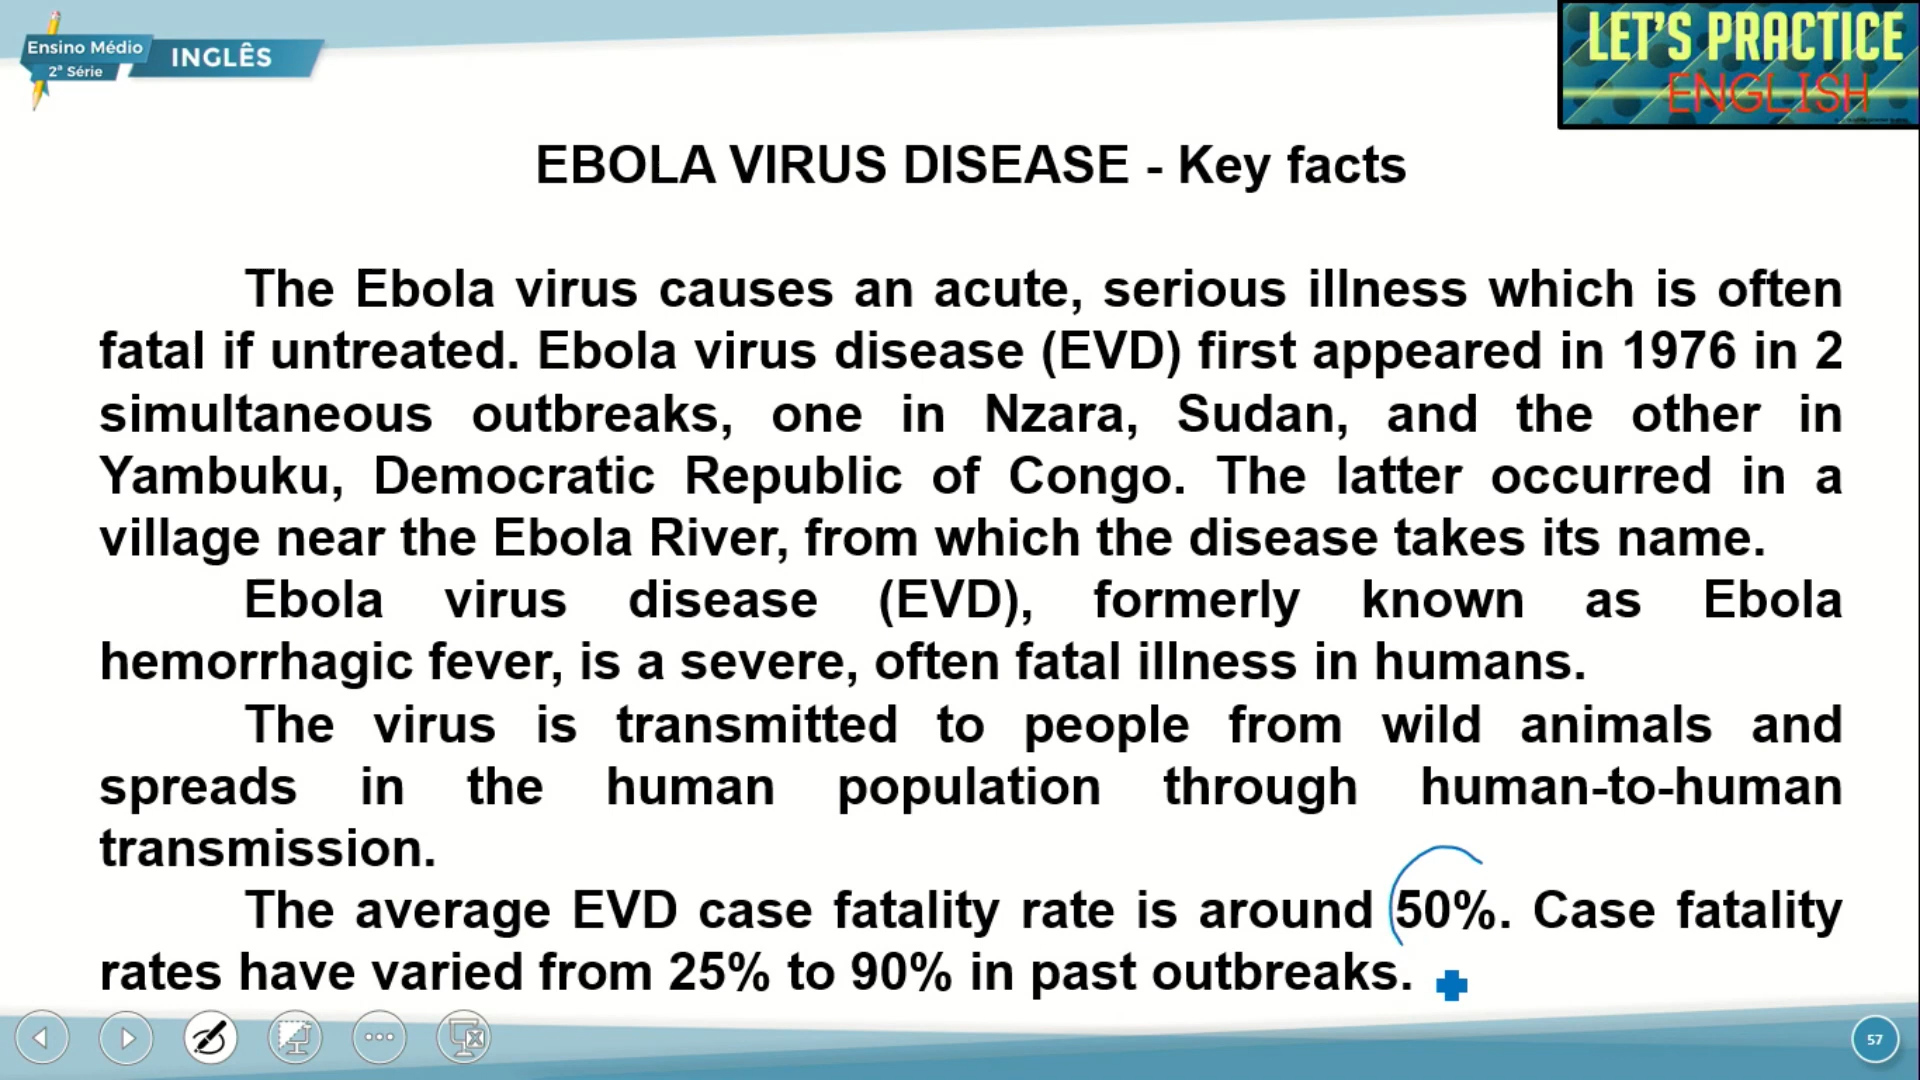 Ensino Médio
2ª Série
INGLÊS
LET'S PRACTICE
ENGLISH
EBOLA VIRUS DISEASE - Key facts
The Ebola virus causes an acute, serious illness which is often
fatal if untreated. Ebola virus disease (EVD) first appeared in 1976 in 2
simultaneous outbreaks, one in Nzara, Sudan, and the other in
Yambuku, Democratic Republic of Congo. The latter occurred in a
village near the Ebola River, from which the disease takes its name.
Ebola virus disease (EVD), formerly known as Ebola
hemorrhagic fever, is a severe, often fatal illness in humans.
The virus is transmitted to people from wild animals and
spreads in the human population through human-to-human
transmission.
The average EVD case fatality rate is around 50%. Case fatality
rates have varied from 25% to 90% in past outbreaks.
57